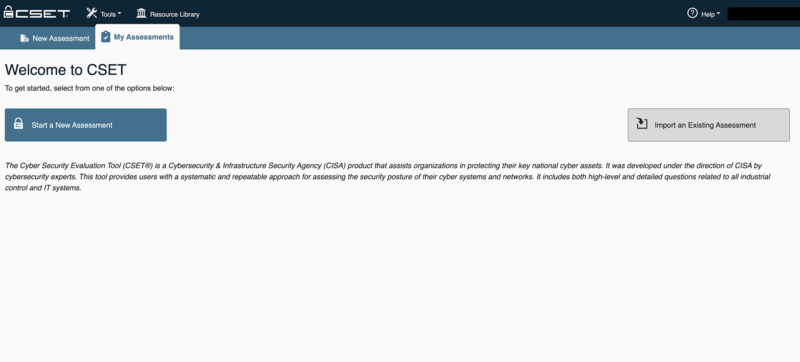 CSET Tools Resource Library Help
New Assessment My Assessments
Welcome to CSET
To get started, select from one of the options below:
Start a New Assessment Import an Existing Assessment
The Cyber Security Evaluation Tool (CSET®) is a Cybersecurity & Infrastructure Security Agency (CISA) product that assists organizations in protecting their key national cyber assets. It was developed under the direction of CISA by
cybersecurity experts. This tool provides users with a systematic and repeatable approach for assessing the security posture of their cyber systems and networks. It includes both high-level and detailed questions related to all industrial
control and IT systems.